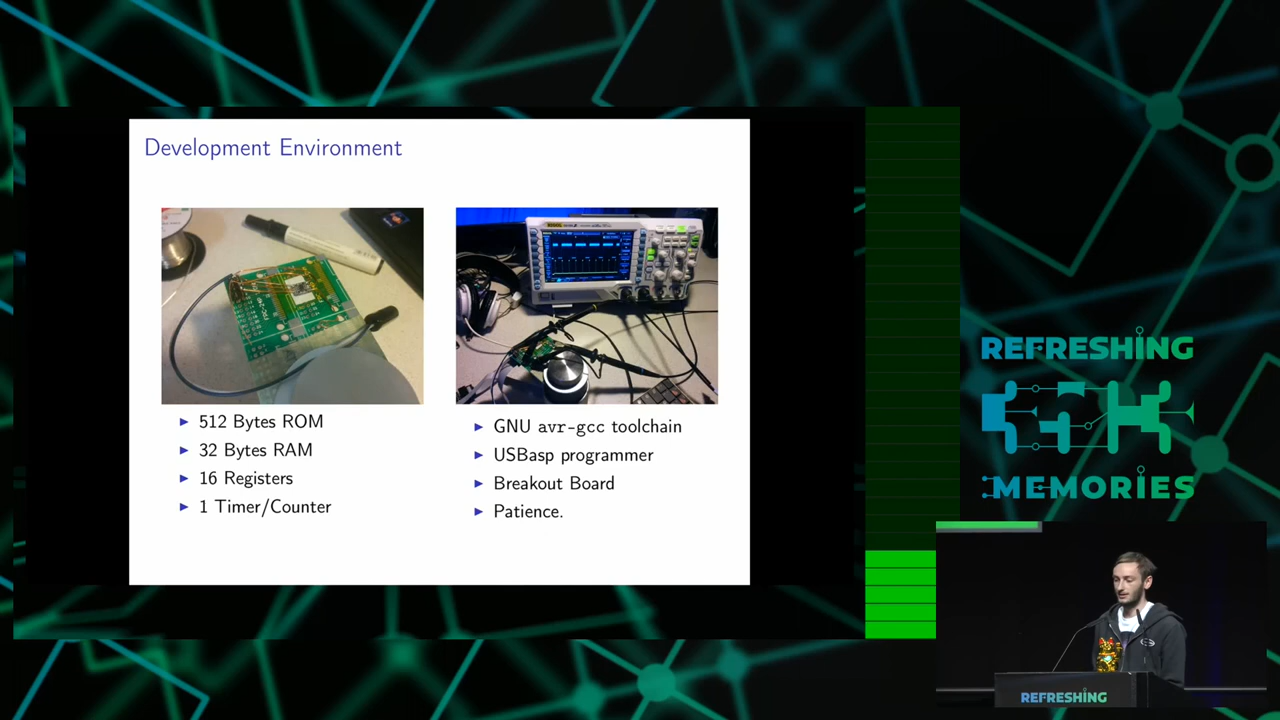 Development Environment
512 Bytes ROM
32 Bytes RAM
16 Registers
1 Timer/Counter
GNU avr-gcc toolchain
USBasp programmer
Breakout Board
Patience.
REFRESHING
MEMORIES
REFRESHING